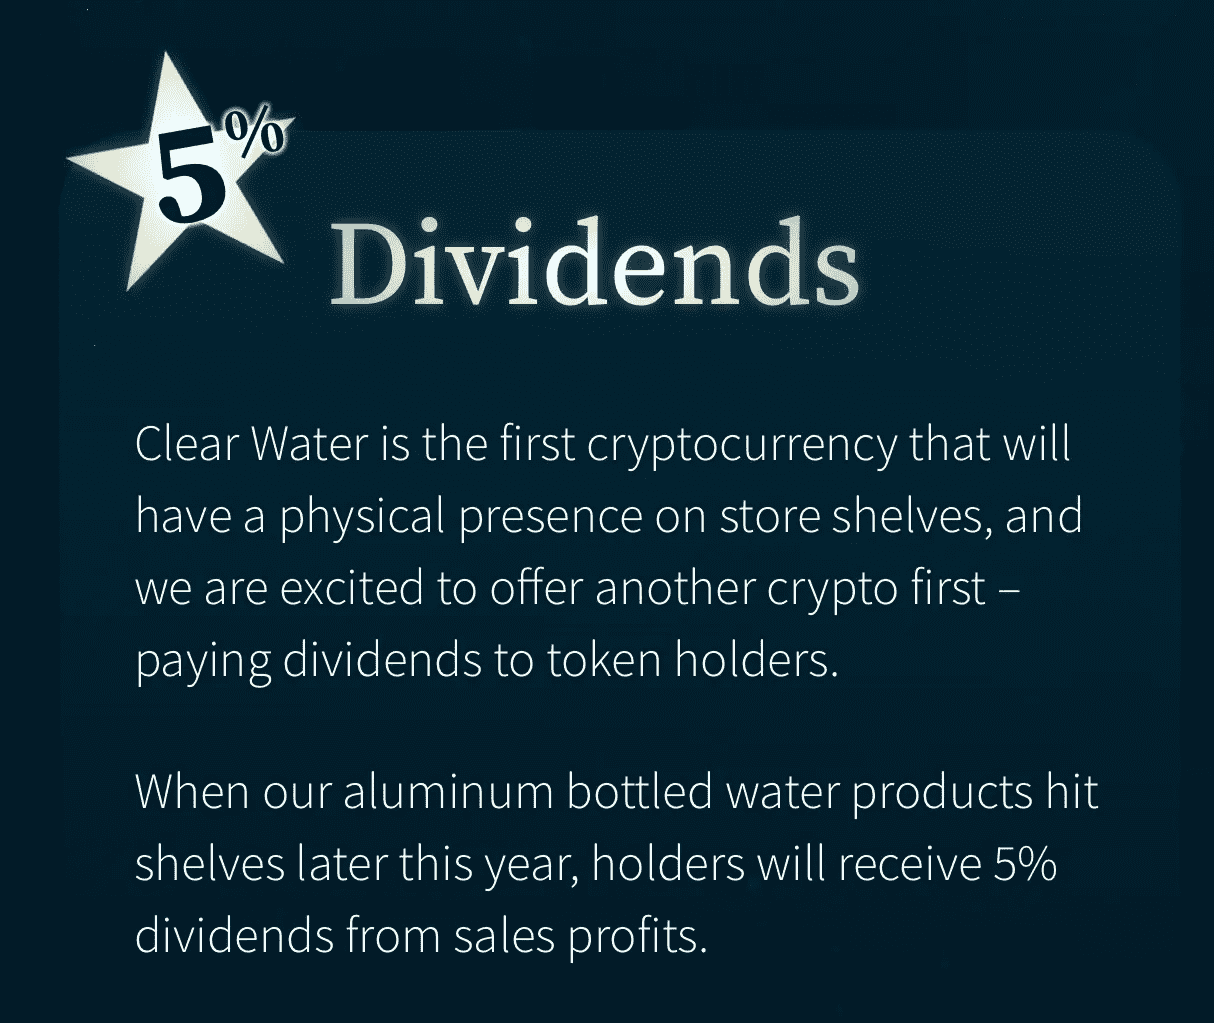 5%
Dividends
Clear Water is the first cryptocurrency that will
have a physical presence on store shelves, and
we are excited to offer another crypto first –
paying dividends to token holders.
When our aluminum bottled water products hit
shelves later this year, holders will receive 5%
dividends from sales profits.